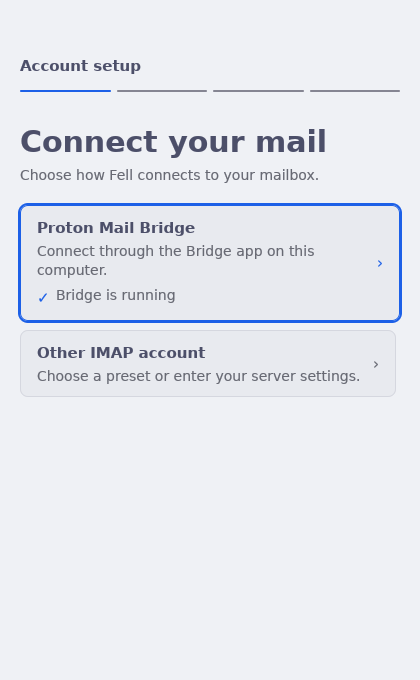 Account setup
Connect your mail
Choose how Fell connects to your mailbox.
Proton Mail Bridge
Connect through the Bridge app on this
computer.
✓ Bridge is running
›
Other IMAP account
Choose a preset or enter your server settings.
›